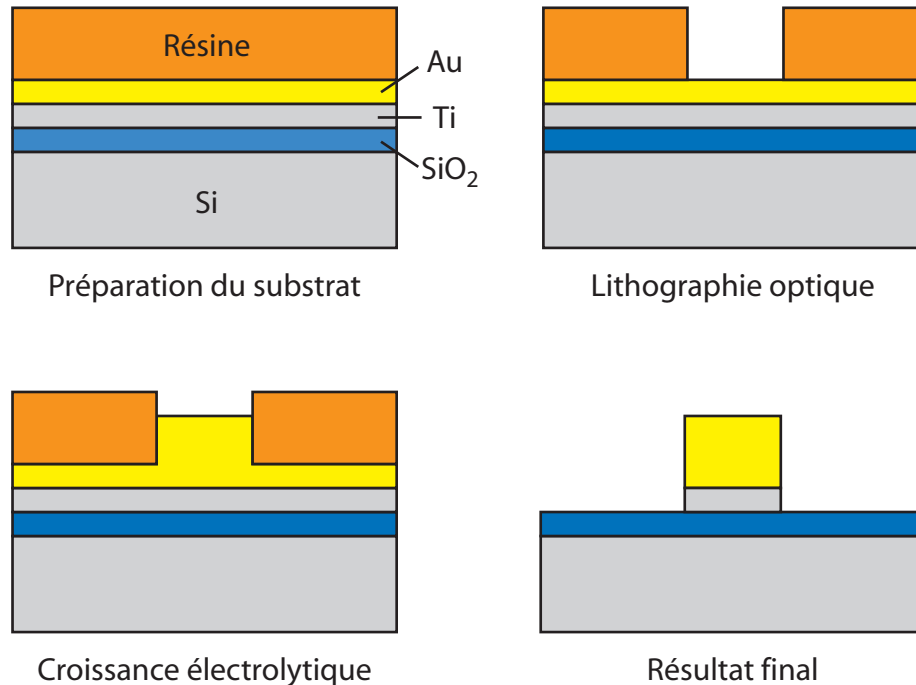 Résine
Au
Ti
SiO₂
Si
Préparation du substrat
Lithographie optique
Croissance électrolytique
Résultat final